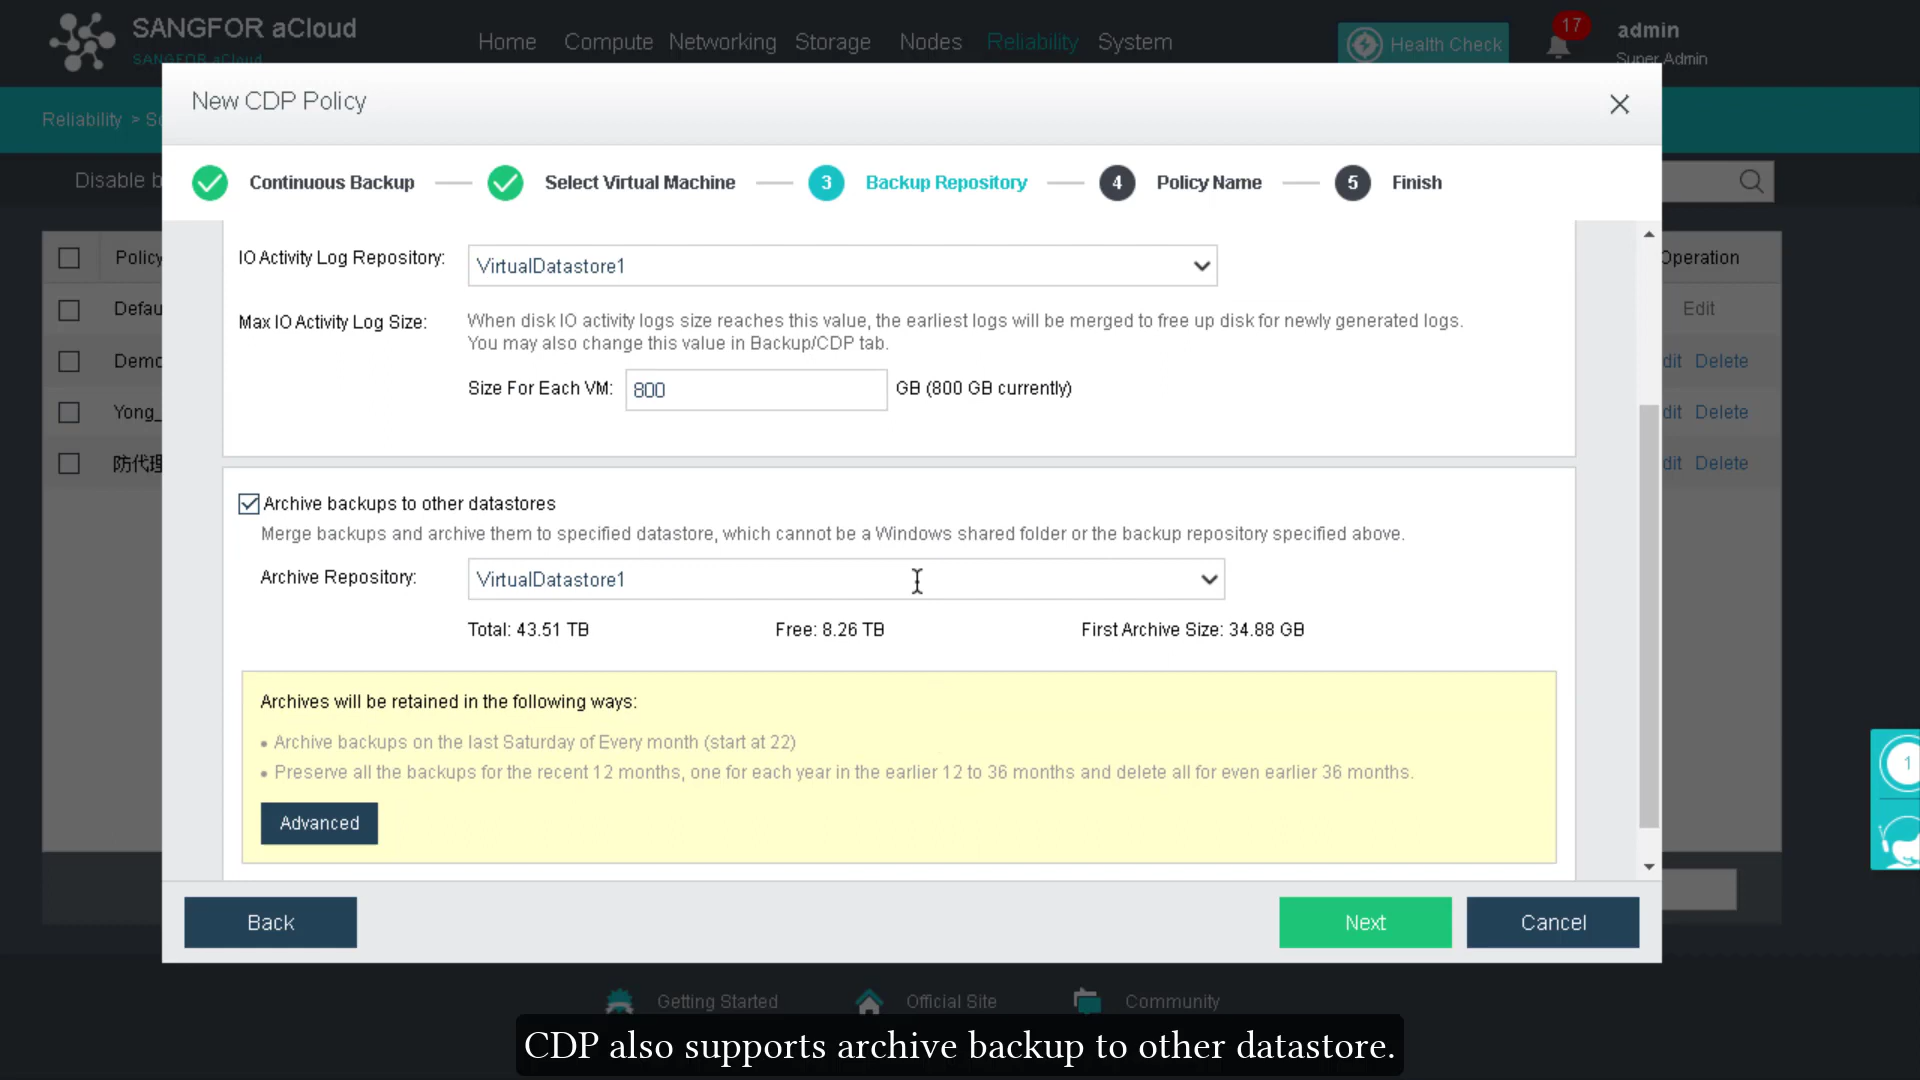 SANGFOR aCloud
SANGFOR aCloud
Home Compute Networking Storage Nodes Reliability System
Health Check
17
admin
Super Admin
Reliability >
New CDP Policy
Disable
Continuous Backup
Select Virtual Machine
3 Backup Repository
4 Policy Name
5 Finish
Policy
Operation
Edit
Delete
Delete
Delete
防代理
IO Activity Log Repository: VirtualDatastore1
Max IO Activity Log Size: When disk IO activity logs size reaches this value, the earliest logs will be merged to free up disk for newly generated logs.
You may also change this value in Backup/CDP tab.
Size For Each VM: 800 GB (800 GB currently)
Archive backups to other datastores
Merge backups and archive them to specified datastore, which cannot be a Windows shared folder or the backup repository specified above.
Archive Repository: VirtualDatastore1
Total: 43.51 TB Free: 8.26 TB First Archive Size: 34.88 GB
Archives will be retained in the following ways:
• Archive backups on the last Saturday of Every month (start at 22)
• Preserve all the backups for the recent 12 months, one for each year in the earlier 12 to 36 months and delete all for even earlier 36 months.
Advanced
1
Back Next Cancel
Getting Started Official Site Community
CDP also supports archive backup to other datastore.